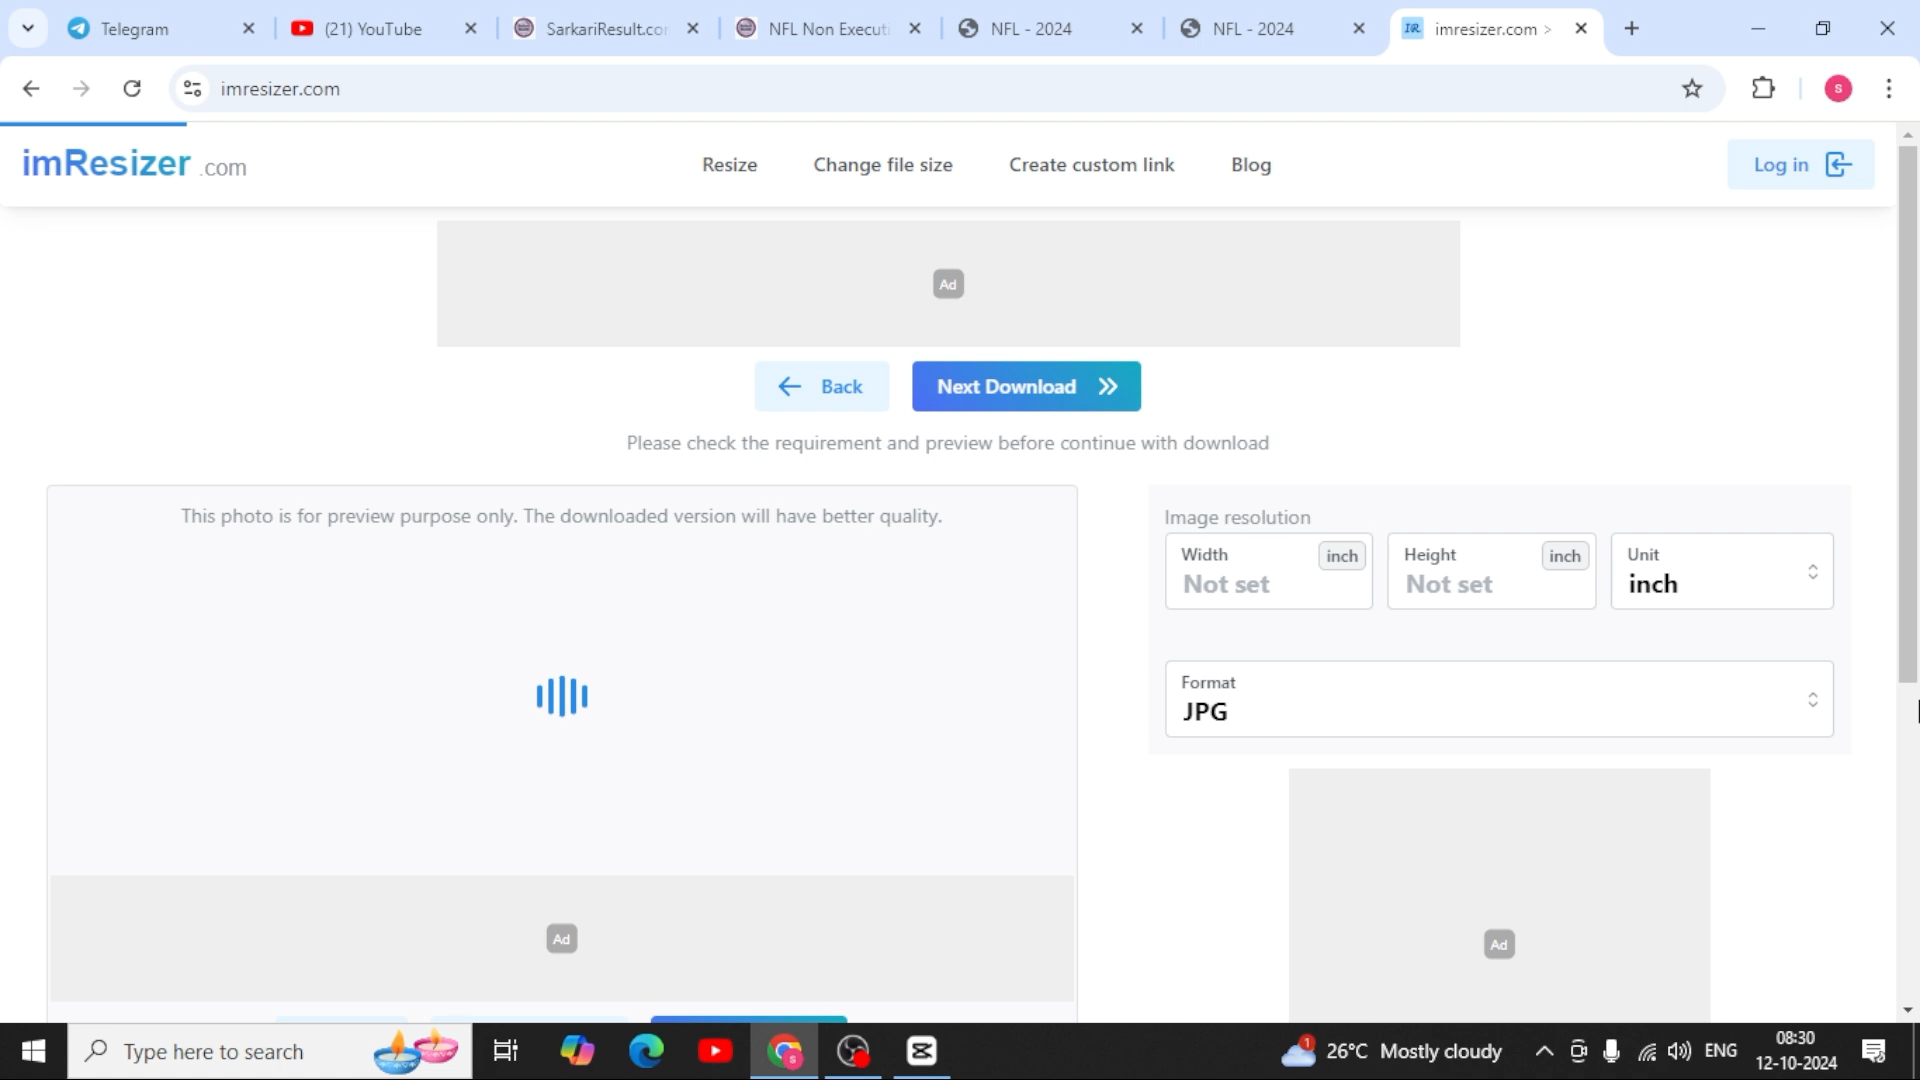 Telegram
(21) YouTube
SarkariResult.cor
NFL Non Executi
NFL - 2024
NFL - 2024
IR
imresizer.com >
imresizer.com
S
imResizer .com
Resize
Change file size
Create custom link
Blog
Log in
Ad
Back
Next Download
Please check the requirement and preview before continue with download
This photo is for preview purpose only. The downloaded version will have better quality.
Image resolution
Width
inch
Not set
Height
inch
Not set
Unit
inch
Format
JPG
Ad
Ad
Type here to search
1
26°C Mostly cloudy
ENG
08:30
12-10-2024